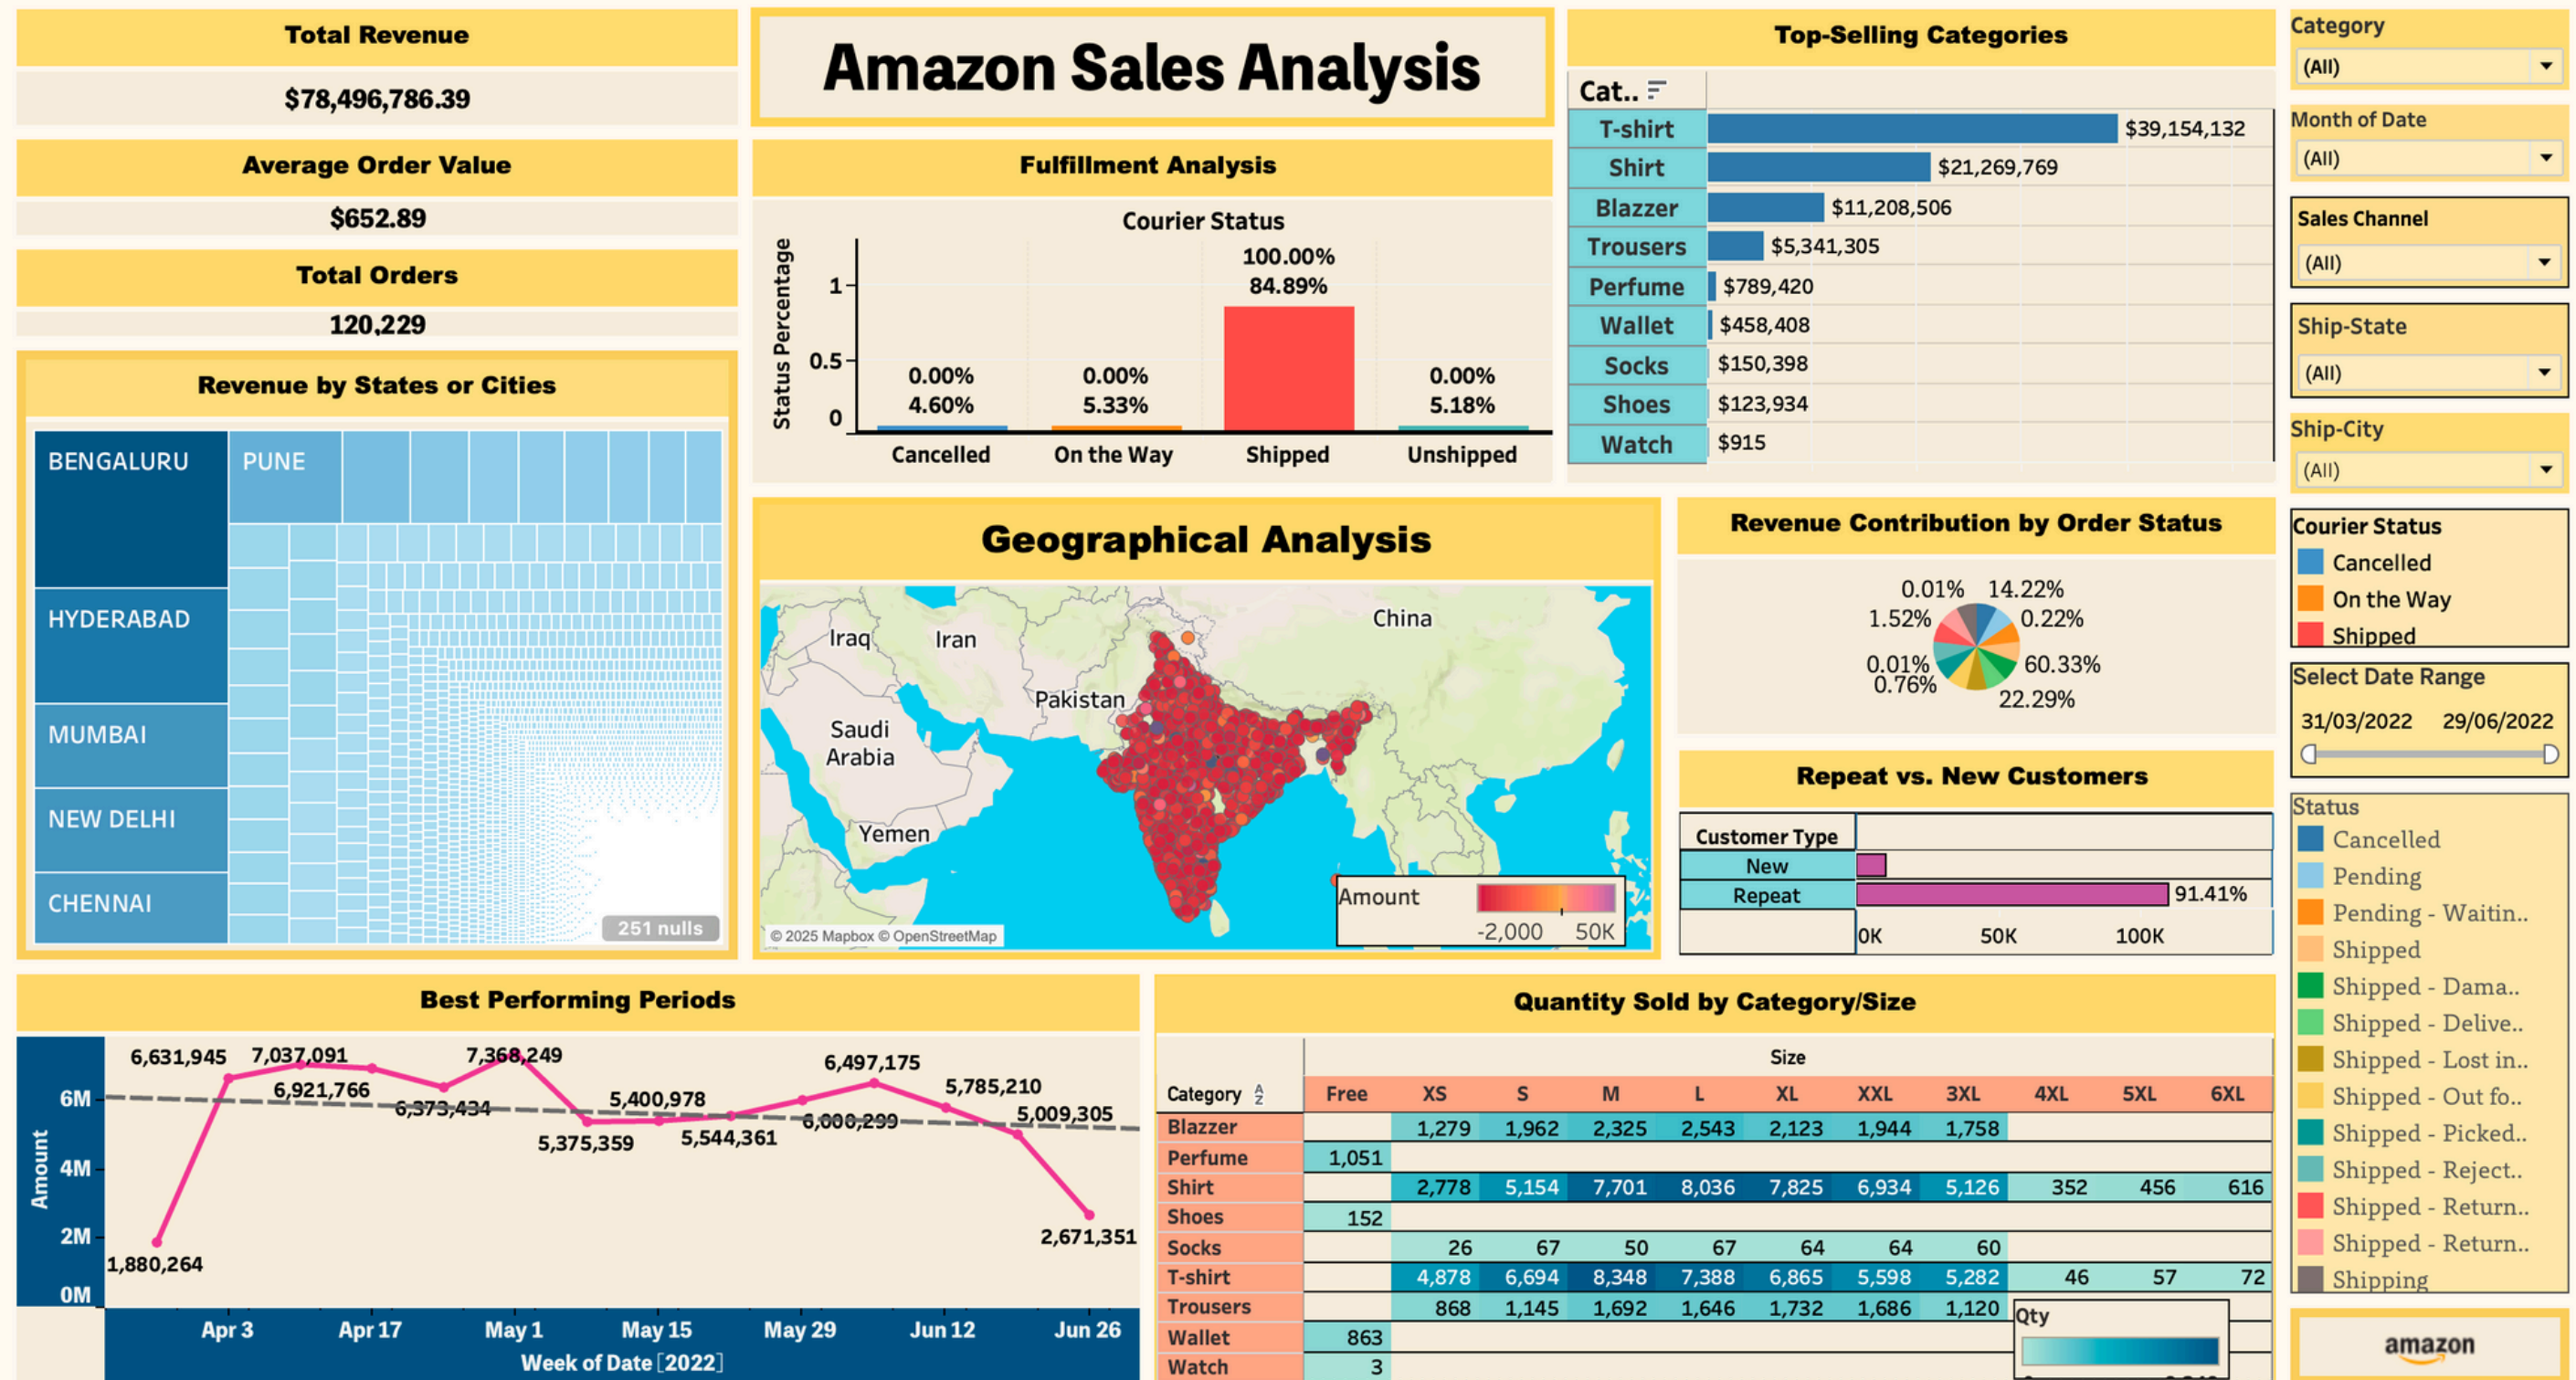 Total Revenue
$78,496,786.39
Average Order Value
$652.89
Total Orders
120,229
Amazon Sales Analysis
Fulfillment Analysis
Courier Status
Status Percentage
1
0.5
0
0.00%
4.60%
0.00%
5.33%
100.00%
84.89%
0.00%
5.18%
Cancelled On the Way Shipped Unshipped
Top-Selling Categories
Cat..
T-shirt $39,154,132
Shirt $21,269,769
Blazzer $11,208,506
Trousers $5,341,305
Perfume $789,420
Wallet $458,408
Socks $150,398
Shoes $123,934
Watch $915
Category
(All)
Month of Date
(All)
Sales Channel
(All)
Ship-State
(All)
Ship-City
(All)
Courier Status
Cancelled
On the Way
Shipped
Select Date Range
31/03/2022 29/06/2022
Status
Cancelled
Pending
Pending - Waitin..
Shipped
Shipped - Dama..
Shipped - Delive..
Shipped - Lost in..
Shipped - Out fo..
Shipped - Picked..
Shipped - Reject..
Shipped - Return..
Shipped - Return..
Shipping
amazon
Revenue by States or Cities
BENGALURU
PUNE
HYDERABAD
MUMBAI
NEW DELHI
CHENNAI
251 nulls
Geographical Analysis
Iraq
Iran
China
Pakistan
Saudi
Arabia
Yemen
Amount
-2,000 50K
© 2025 Mapbox © OpenStreetMap
Revenue Contribution by Order Status
0.01% 14.22%
1.52% 0.22%
0.01% 60.33%
0.76% 22.29%
Repeat vs. New Customers
Customer Type
New
Repeat 91.41%
0K 50K 100K
Best Performing Periods
Amount
6M
4M
2M
0M
1,880,264
6,631,945
7,037,091
6,921,766
6,373,434
7,368,249
5,375,359
5,400,978
5,544,361
6,000,299
6,497,175
5,785,210
5,009,305
2,671,351
Apr 3 Apr 17 May 1 May 15 May 29 Jun 12 Jun 26
Week of Date [2022]
Quantity Sold by Category/Size
Size
Category Free XS S M L XL XXL 3XL 4XL 5XL 6XL
Blazzer 1,279 1,962 2,325 2,543 2,123 1,944 1,758
Perfume 1,051
Shirt 2,778 5,154 7,701 8,036 7,825 6,934 5,126 352 456 616
Shoes 152
Socks 26 67 50 67 64 64 60
T-shirt 4,878 6,694 8,348 7,388 6,865 5,598 5,282 46 57 72
Trousers 868 1,145 1,692 1,646 1,732 1,686 1,120
Wallet 863
Watch 3
Qty